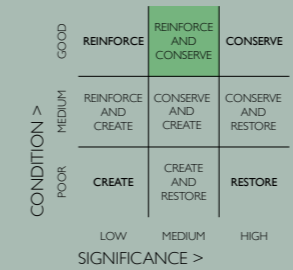 GOOD
REINFORCE
REINFORCE
AND
CONSERVE
CONSERVE
MEDIUM
REINFORCE
AND
CREATE
CONSERVE
AND
CREATE
CONSERVE
AND
RESTORE
CONDITION >
POOR
CREATE
CREATE
AND
RESTORE
RESTORE
LOW
MEDIUM
HIGH
SIGNIFICANCE >